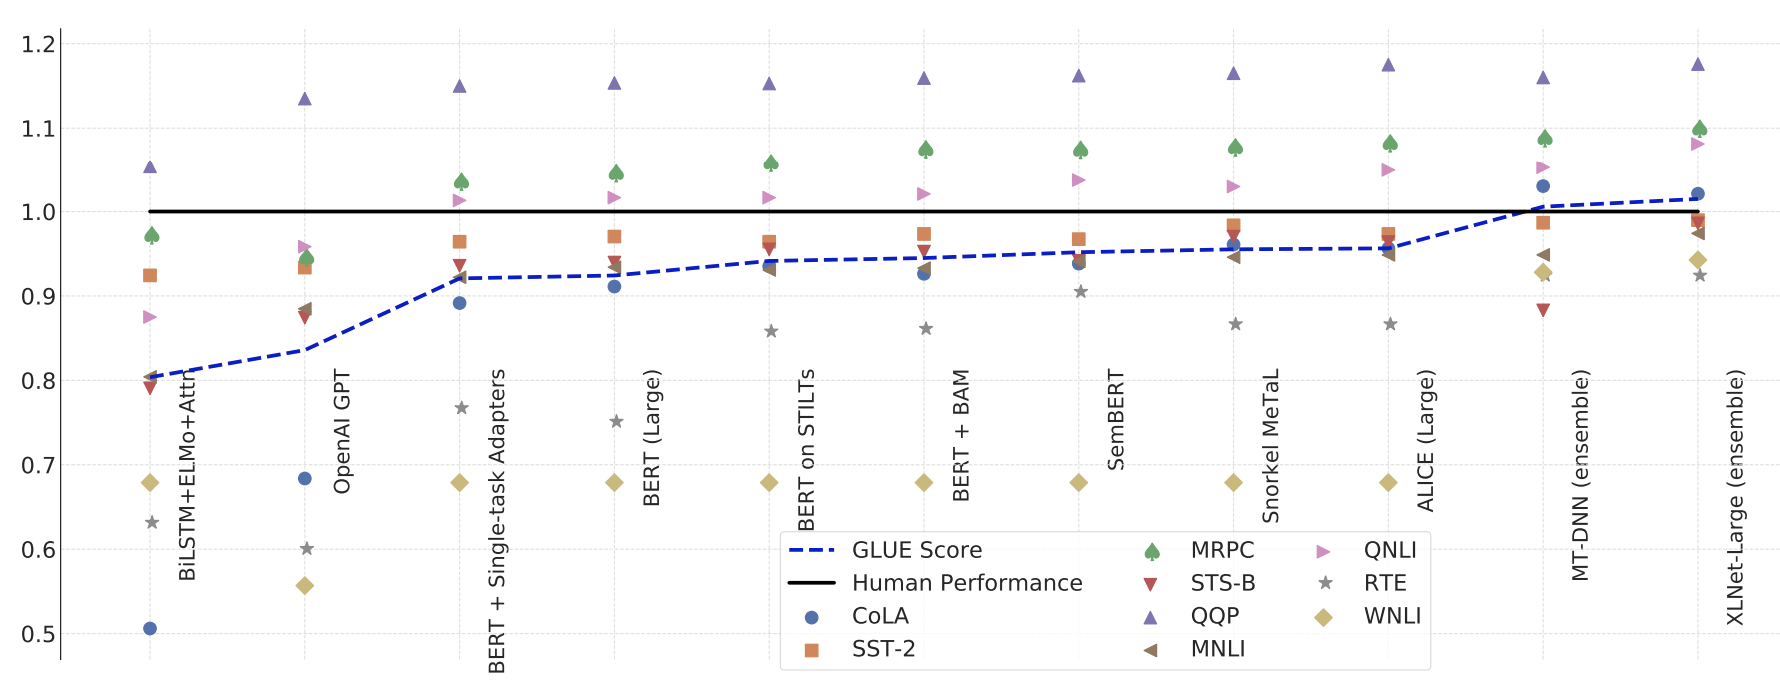 1.2
1.1
1.0
0.9
0.8
0.7
0.6
0.5
BiLSTM+ELMo+Attn
OpenAI GPT
BERT + Single-task Adapters
BERT (Large)
BERT on STILTs
BERT + BAM
SemBERT
Snorkel MeTaL
ALICE (Large)
MT-DNN (ensemble)
XLNet-Large (ensemble)
GLUE Score
Human Performance
CoLA
SST-2
MRPC
STS-B
QQP
MNLI
QNLI
RTE
WNLI